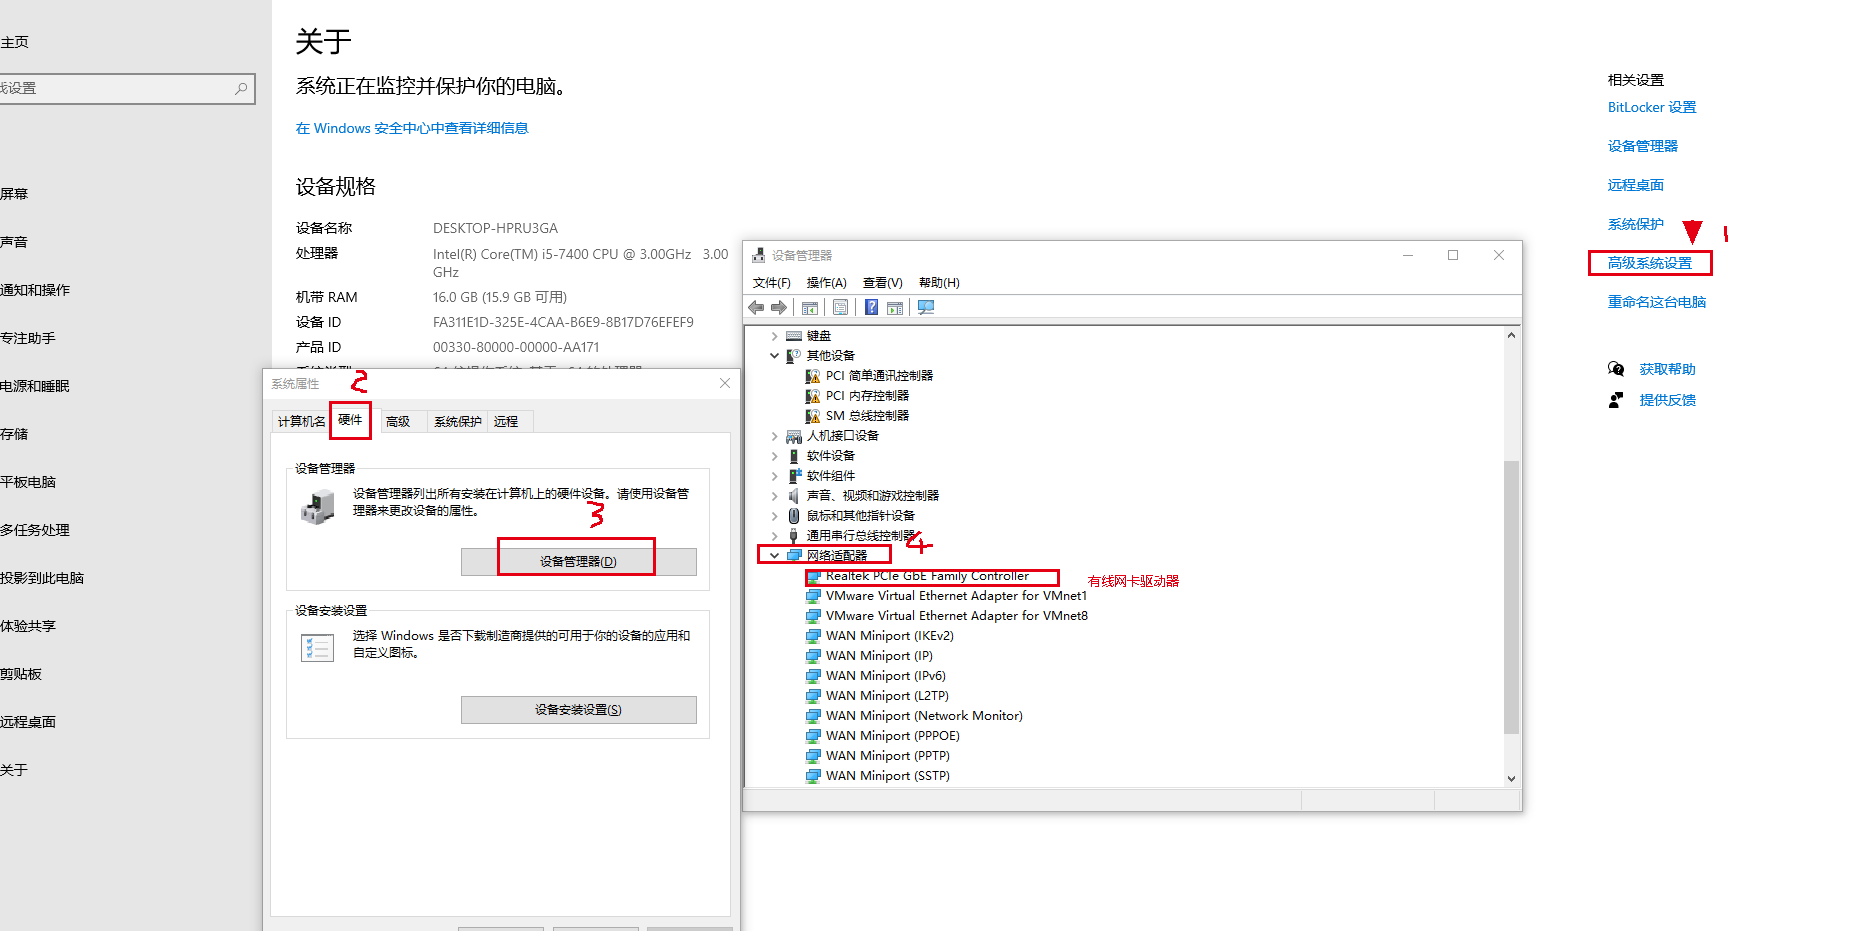 主页
设置
屏幕
声音
通知和操作
专注助手
电源和睡眠
存储
平板电脑
多任务处理
投影到此电脑
体验共享
剪贴板
远程桌面
关于
关于
系统正在监控并保护你的电脑。
在 Windows 安全中心中查看详细信息
设备规格
设备名称 DESKTOP-HPRU3GA
处理器 Intel(R) Core(TM) i5-7400 CPU @ 3.00GHz 3.00
GHz
机带 RAM 16.0 GB (15.9 GB 可用)
设备 ID FA311E1D-325E-4CAA-B6E9-8B17D76EFEF9
产品 ID 00330-80000-00000-AA171
系统属性
2
计算机名 硬件 高级 系统保护 远程
设备管理器
设备管理器列出所有安装在计算机上的硬件设备。请使用设备管
理器来更改设备的属性。
3
设备管理器(D)
设备安装设置
选择 Windows 是否下载制造商提供的可用于你的设备的应用和
自定义图标。
设备安装设置(S)
设备管理器
文件(F) 操作(A) 查看(V) 帮助(H)
键盘
其他设备
PCI 简单通讯控制器
PCI 内存控制器
SM 总线控制器
人机接口设备
软件设备
软件组件
声音、视频和游戏控制器
鼠标和其他指针设备
通用串行总线控制器
4
网络适配器
Realtek PCIe GbE Family Controller
有线网卡驱动器
VMware Virtual Ethernet Adapter for VMnet1
VMware Virtual Ethernet Adapter for VMnet8
WAN Miniport (IKEv2)
WAN Miniport (IP)
WAN Miniport (IPv6)
WAN Miniport (L2TP)
WAN Miniport (Network Monitor)
WAN Miniport (PPPOE)
WAN Miniport (PPTP)
WAN Miniport (SSTP)
相关设置
BitLocker 设置
设备管理器
远程桌面
系统保护
1
高级系统设置
重命名这台电脑
获取帮助
提供反馈